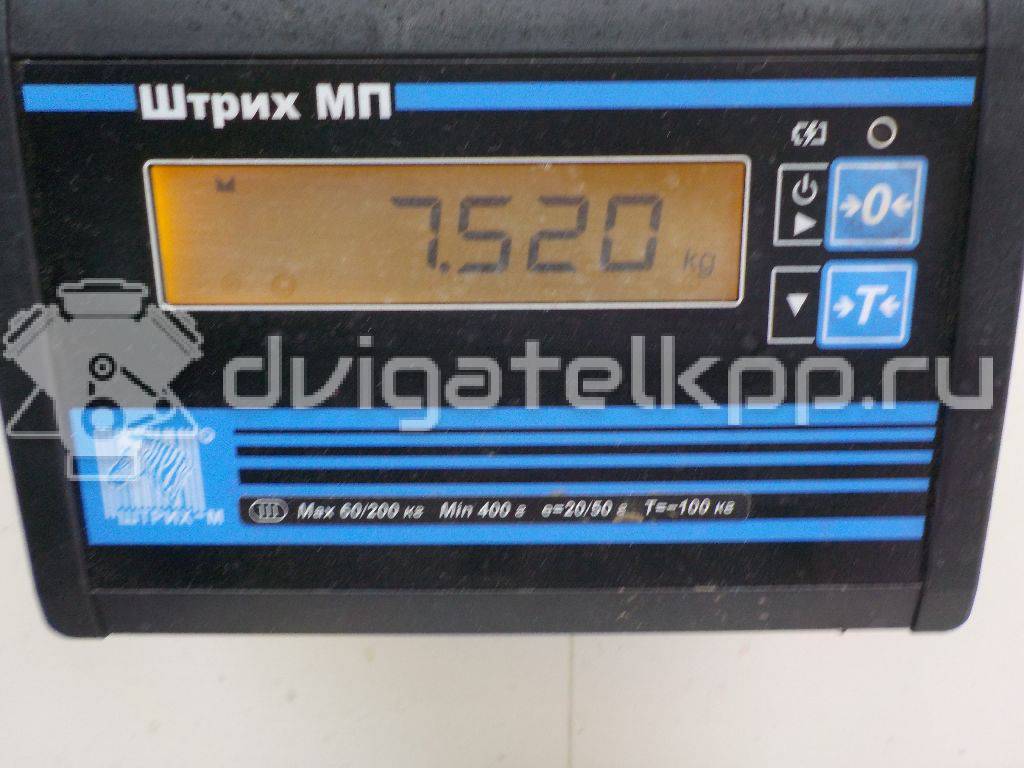 Штрих МП
7.520 kg
→0←
→T←
dvigatelkpp.ru
ШТРИХ-М
Max 60/200 кг Min 400 г e=20/50 г T=-100 кг